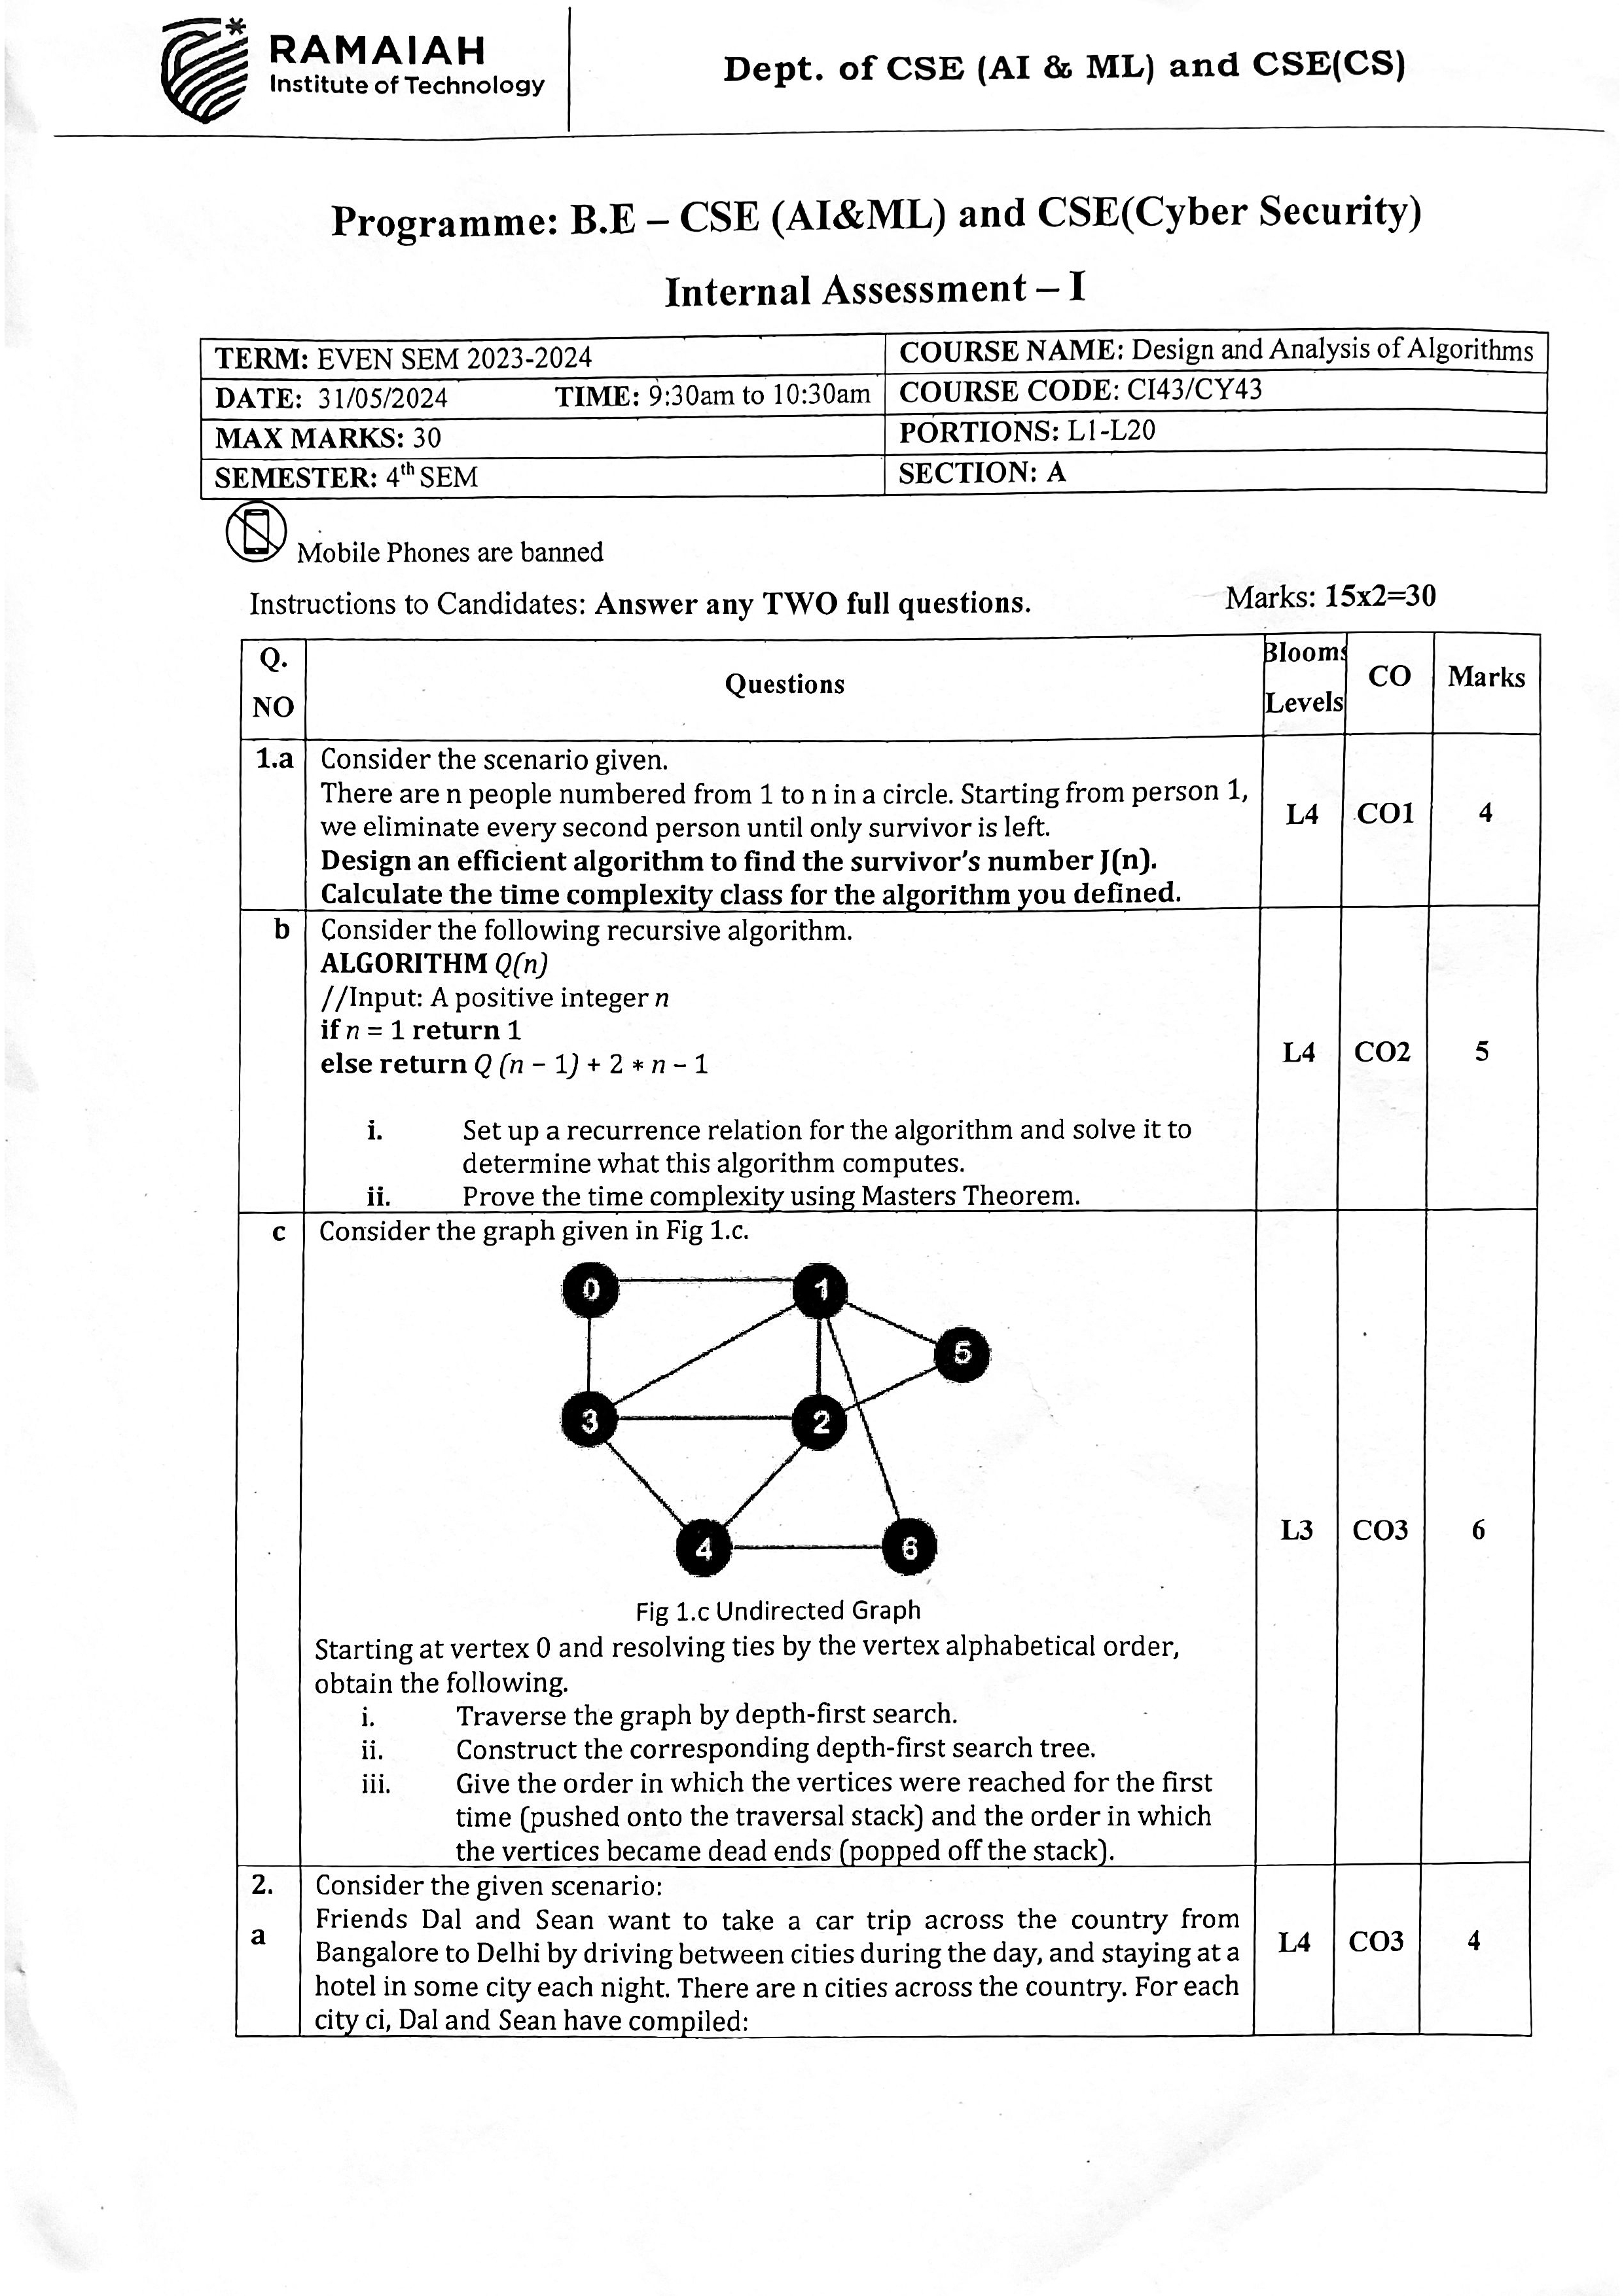 RAMAIAH
Institute of Technology
Dept. of CSE (AI & ML) and CSE(CS)
Programme: B.E – CSE (AI&ML) and CSE(Cyber Security)
Internal Assessment – I
TERM: EVEN SEM 2023-2024
COURSE NAME: Design and Analysis of Algorithms
DATE: 31/05/2024 TIME: 9:30am to 10:30am
COURSE CODE: CI43/CY43
MAX MARKS: 30
PORTIONS: L1-L20
SEMESTER: 4th SEM
SECTION: A
Mobile Phones are banned
Instructions to Candidates: Answer any TWO full questions. Marks: 15x2=30
Q. NO Questions Blooms Levels CO Marks
1.a Consider the scenario given.
There are n people numbered from 1 to n in a circle. Starting from person 1,
we eliminate every second person until only survivor is left.
Design an efficient algorithm to find the survivor's number J(n).
Calculate the time complexity class for the algorithm you defined.
L4 CO1 4
b Consider the following recursive algorithm.
ALGORITHM Q(n)
//Input: A positive integer n
if n = 1 return 1
else return Q (n – 1) + 2 * n – 1
i. Set up a recurrence relation for the algorithm and solve it to
determine what this algorithm computes.
ii. Prove the time complexity using Masters Theorem.
L4 CO2 5
c Consider the graph given in Fig 1.c.
0
1
5
3
2
4
6
Fig 1.c Undirected Graph
Starting at vertex 0 and resolving ties by the vertex alphabetical order,
obtain the following.
i. Traverse the graph by depth-first search.
ii. Construct the corresponding depth-first search tree.
iii. Give the order in which the vertices were reached for the first
time (pushed onto the traversal stack) and the order in which
the vertices became dead ends (popped off the stack).
L3 CO3 6
2. a Consider the given scenario:
Friends Dal and Sean want to take a car trip across the country from
Bangalore to Delhi by driving between cities during the day, and staying at a
hotel in some city each night. There are n cities across the country. For each
city ci, Dal and Sean have compiled:
L4 CO3 4